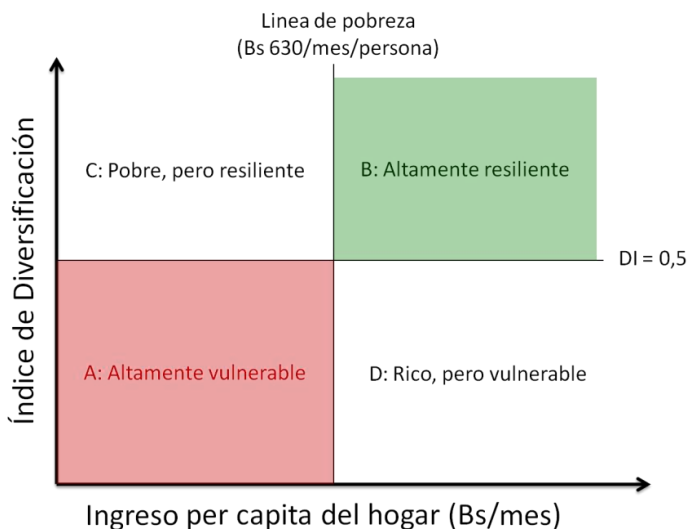 Linea de pobreza
(Bs 630/mes/persona)
Índice de Diversificación
C: Pobre, pero resiliente
B: Altamente resiliente
DI = 0,5
A: Altamente vulnerable
D: Rico, pero vulnerable
Ingreso per capita del hogar (Bs/mes)